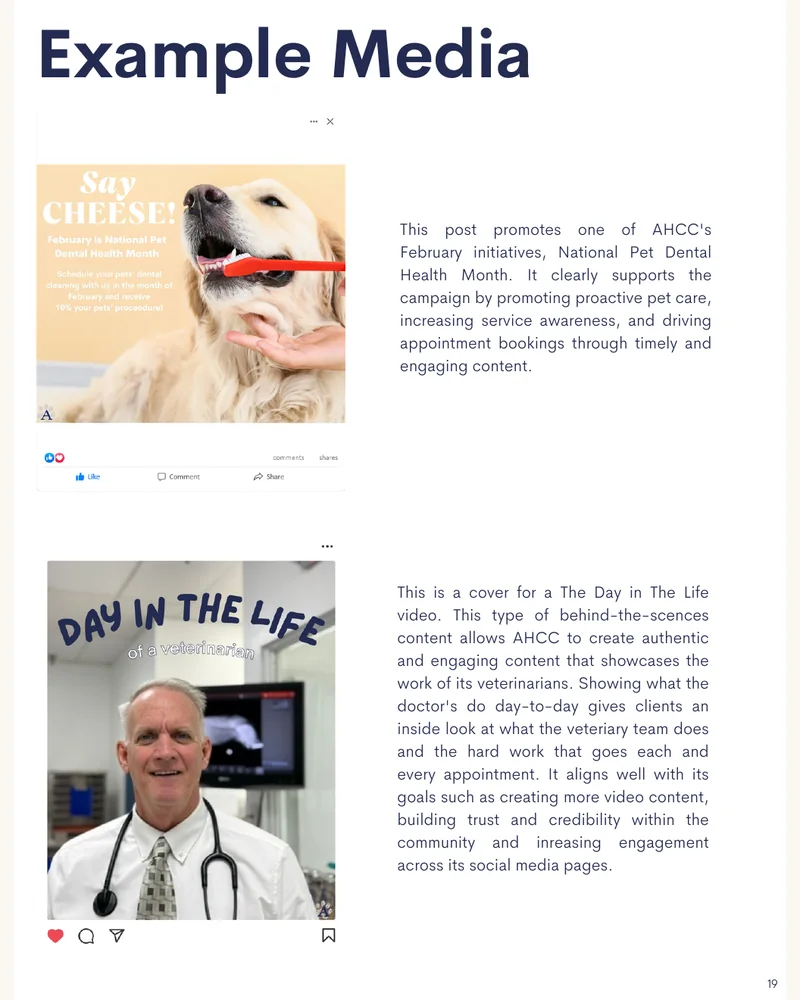 Example Media
Say
CHEESE!
February is National Pet
Dental Health Month
Schedule your pets' dental
cleaning with us in the month of
February and receive
10% your pets' procedure!
A
comments shares
Like Comment Share
This post promotes one of AHCC's
February initiatives, National Pet Dental
Health Month. It clearly supports the
campaign by promoting proactive pet care,
increasing service awareness, and driving
appointment bookings through timely and
engaging content.
DAY IN THE LIFE
of a veterinarian
A
This is a cover for a The Day in The Life
video. This type of behind-the-scences
content allows AHCC to create authentic
and engaging content that showcases the
work of its veterinarians. Showing what the
doctor's do day-to-day gives clients an
inside look at what the veteriary team does
and the hard work that goes each and
every appointment. It aligns well with its
goals such as creating more video content,
building trust and credibility within the
community and inreasing engagement
across its social media pages.
19